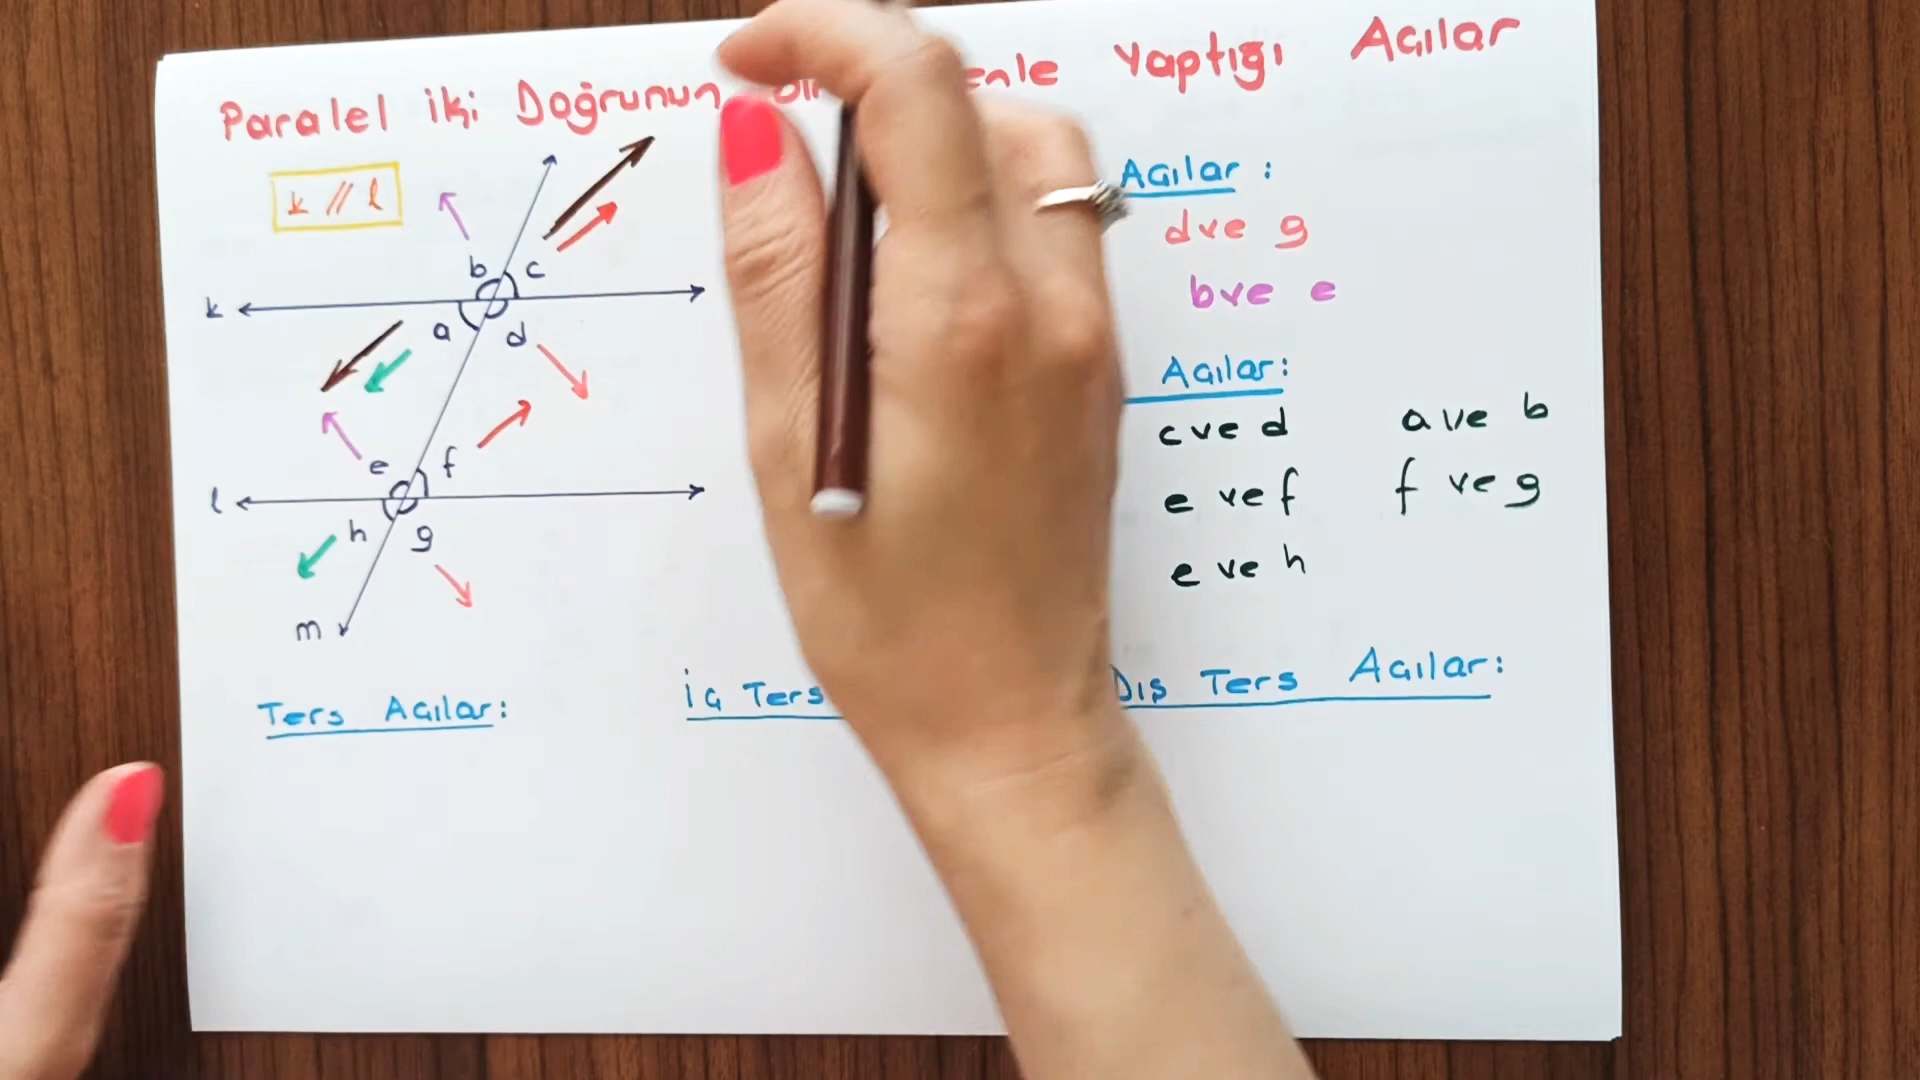 Paralel iki Doğrunun Yaptığı Açılar
k // l
b c
k
a d
e f
l
h g
m
Açılar :
d ve g
b ve e
Açılar:
c ve d a ve b
e ve f f ve g
e ve h
Ters Açılar:
İç Ters
Dış Ters Açılar: